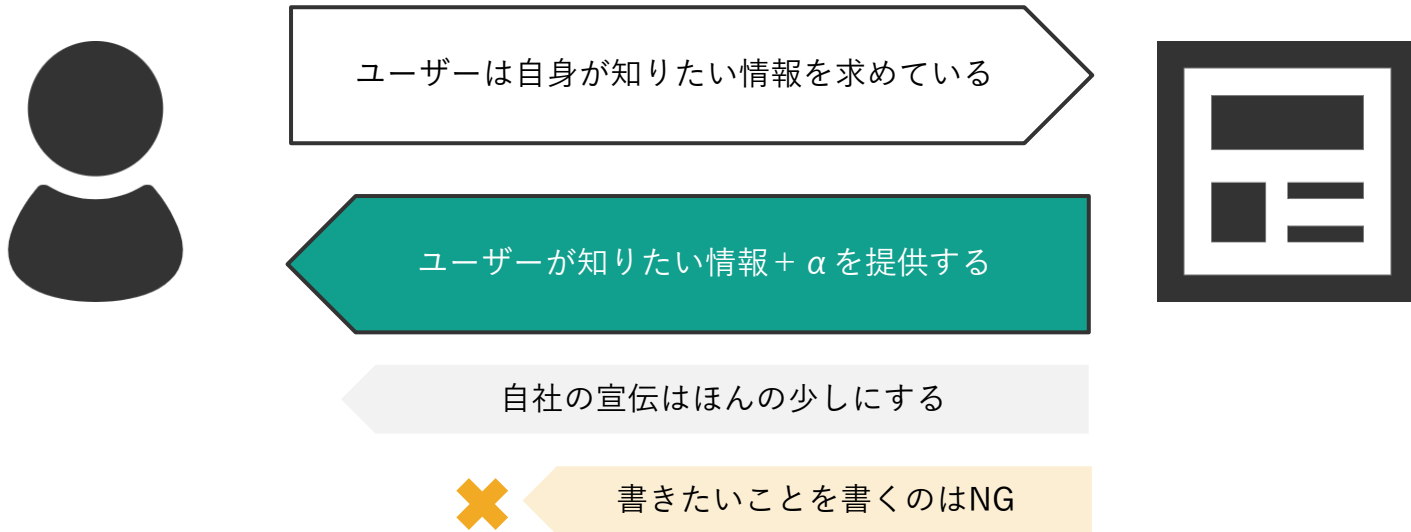 ユーザーは自身が知りたい情報を求めている
ユーザーが知りたい情報+αを提供する
自社の宣伝はほんの少しにする
書きたいことを書くのはNG